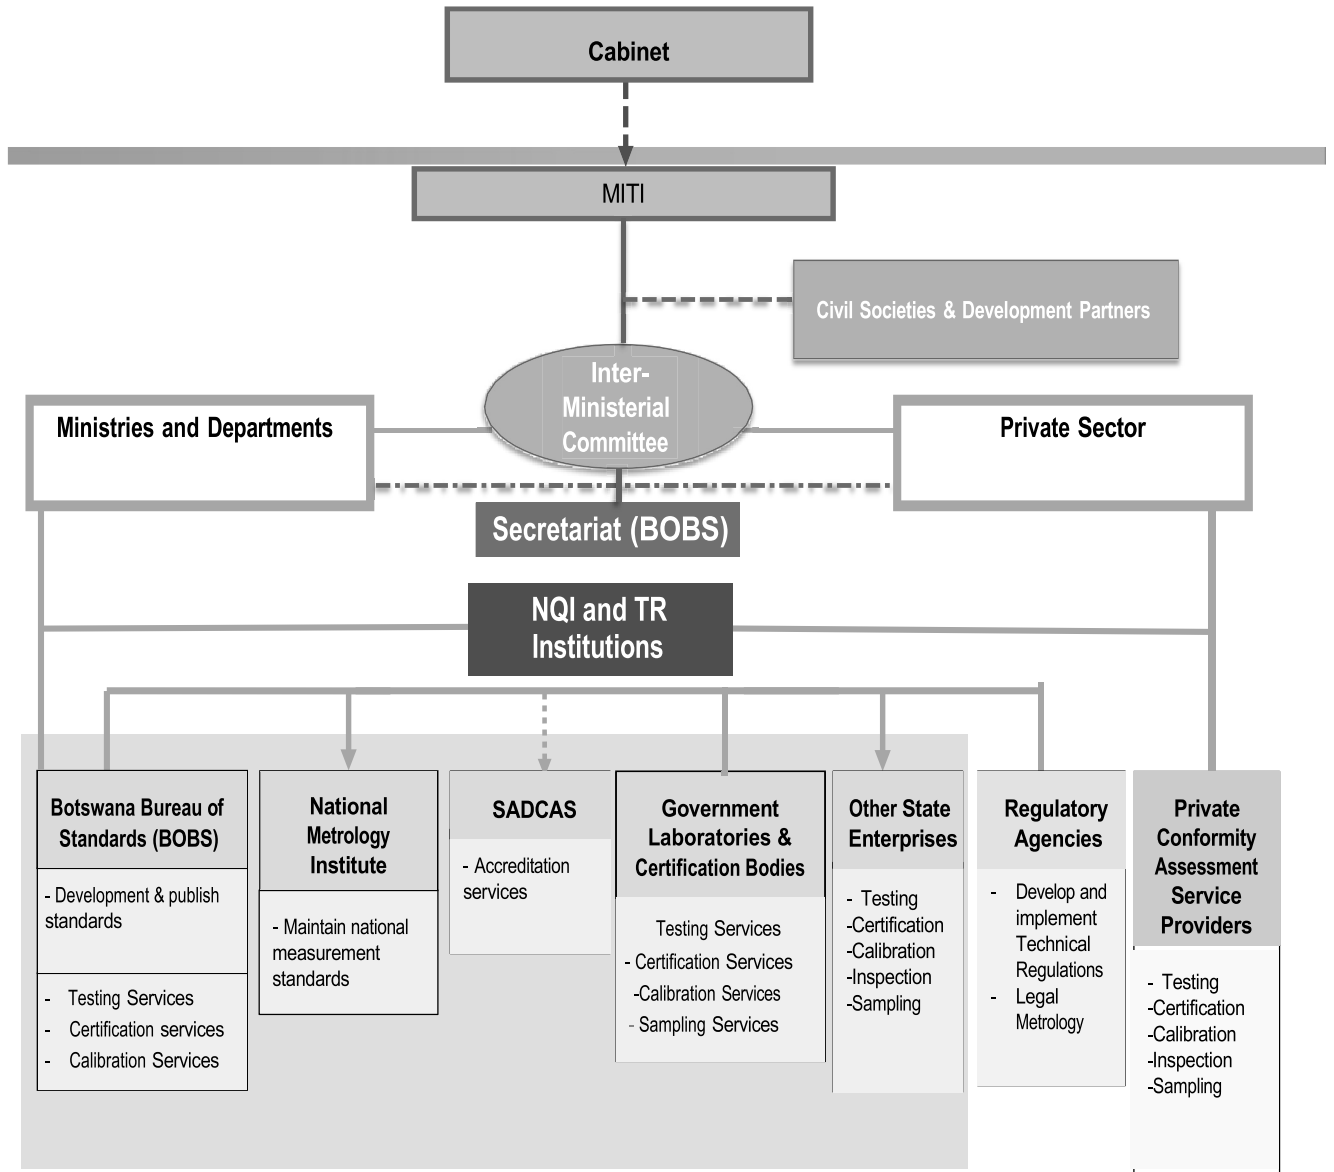 Cabinet
MITI
Civil Societies & Development Partners
Inter-
Ministerial
Committee
Ministries and Departments
Private Sector
Secretariat (BOBS)
NQI and TR
Institutions
Botswana Bureau of
Standards (BOBS)
- Development & publish
standards
- Testing Services
- Certification services
- Calibration Services
National
Metrology
Institute
- Maintain national
measurement
standards
SADCAS
- Accreditation
services
Government
Laboratories &
Certification Bodies
Testing Services
- Certification Services
-Calibration Services
- Sampling Services
Other State
Enterprises
- Testing
-Certification
-Calibration
-Inspection
-Sampling
Regulatory
Agencies
- Develop and
implement
Technical
Regulations
- Legal
Metrology
Private
Conformity
Assessment
Service
Providers
- Testing
-Certification
-Calibration
-Inspection
-Sampling